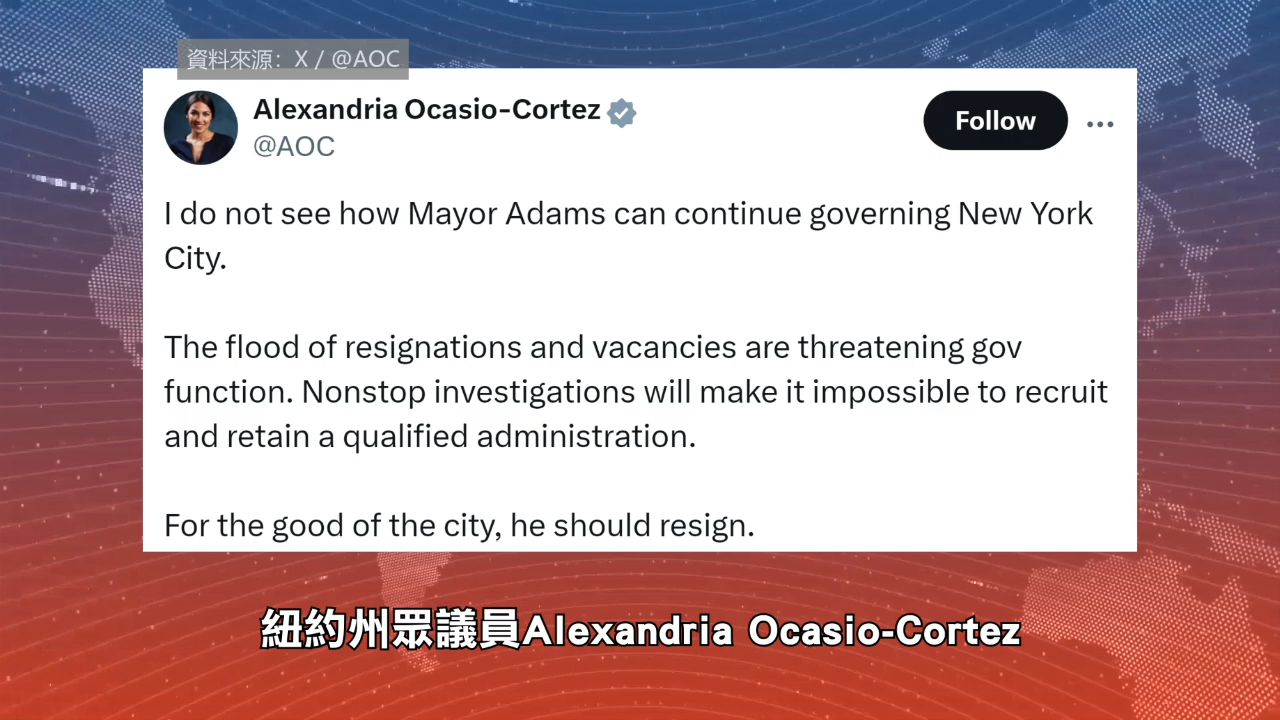 資料來源：X / @AOC
Alexandria Ocasio-Cortez
@AOC
Follow
I do not see how Mayor Adams can continue governing New York
City.
The flood of resignations and vacancies are threatening gov
function. Nonstop investigations will make it impossible to recruit
and retain a qualified administration.
For the good of the city, he should resign.
紐約州眾議員Alexandria Ocasio-Cortez